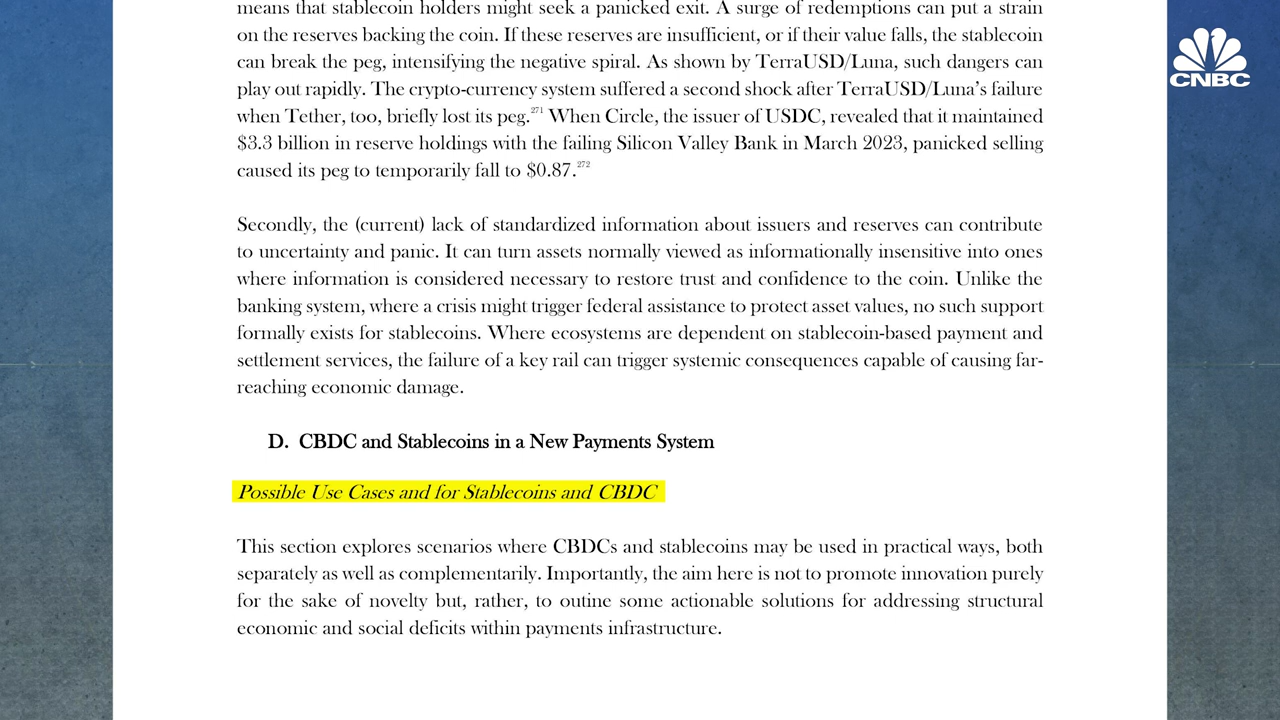 means that stablecoin holders might seek a panicked exit. A surge of redemptions can put a strain
on the reserves backing the coin. If these reserves are insufficient, or if their value falls, the stablecoin
can break the peg, intensifying the negative spiral. As shown by TerraUSD/Luna, such dangers can
play out rapidly. The crypto-currency system suffered a second shock after TerraUSD/Luna's failure
when Tether, too, briefly lost its peg.271 When Circle, the issuer of USDC, revealed that it maintained
$3.3 billion in reserve holdings with the failing Silicon Valley Bank in March 2023, panicked selling
caused its peg to temporarily fall to $0.87.272
Secondly, the (current) lack of standardized information about issuers and reserves can contribute
to uncertainty and panic. It can turn assets normally viewed as informationally insensitive into ones
where information is considered necessary to restore trust and confidence to the coin. Unlike the
banking system, where a crisis might trigger federal assistance to protect asset values, no such support
formally exists for stablecoins. Where ecosystems are dependent on stablecoin-based payment and
settlement services, the failure of a key rail can trigger systemic consequences capable of causing far-
reaching economic damage.
D. CBDC and Stablecoins in a New Payments System
Possible Use Cases and for Stablecoins and CBDC
This section explores scenarios where CBDCs and stablecoins may be used in practical ways, both
separately as well as complementarily. Importantly, the aim here is not to promote innovation purely
for the sake of novelty but, rather, to outine some actionable solutions for addressing structural
economic and social deficits within payments infrastructure.
CNBC